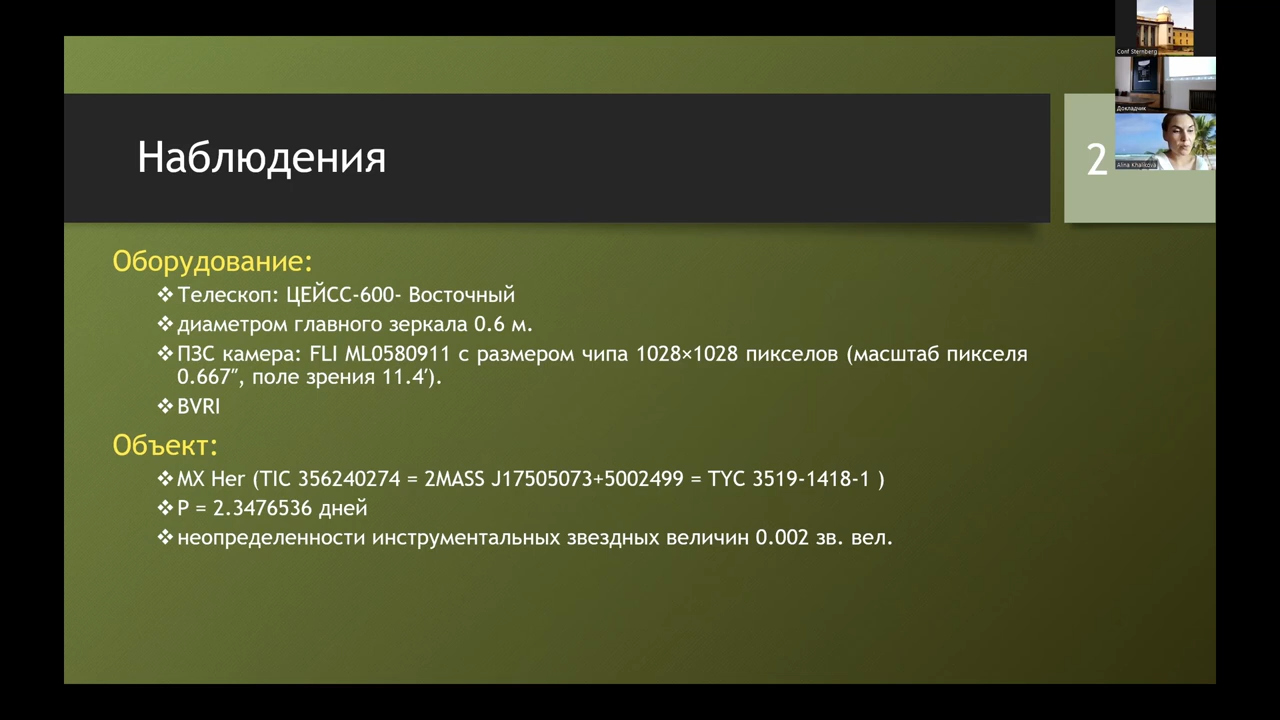 Conf Sternberg
Докладчик
Alina Khalikova
Наблюдения
2
Оборудование:
❖Телескоп: ЦЕЙСС-600- Восточный
❖диаметром главного зеркала 0.6 м.
❖ПЗС камера: FLI ML0580911 с размером чипа 1028×1028 пикселов (масштаб пикселя
0.667″, поле зрения 11.4′).
❖BVRI
Объект:
❖MX Her (TIC 356240274 = 2MASS J17505073+5002499 = TYC 3519-1418-1 )
❖P = 2.3476536 дней
❖неопределенности инструментальных звездных величин 0.002 зв. вел.